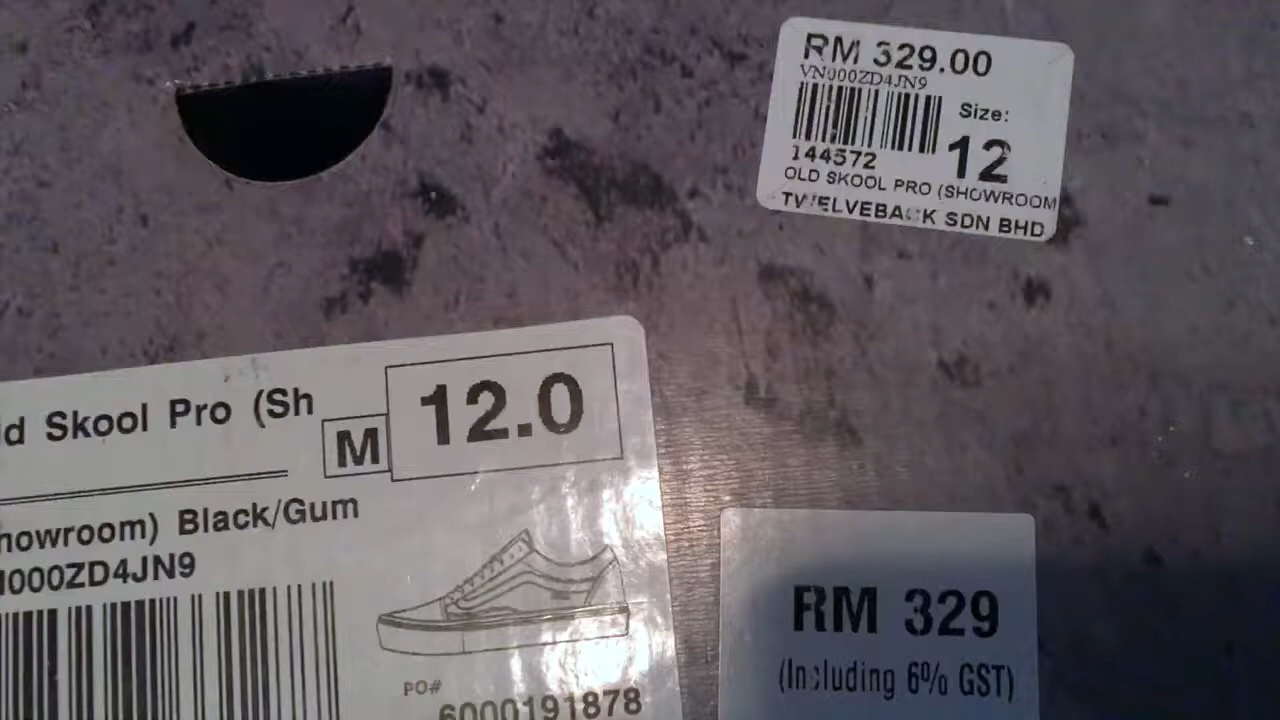 RM 329.00
VN000ZD4JN9
Size:
12
144572
OLD SKOOL PRO (SHOWROOM
TWELVEBACK SDN BHD
ld Skool Pro (Sh
M
12.0
howroom) Black/Gum
000ZD4JN9
PO#
6000191878
RM 329
(Including 6% GST)